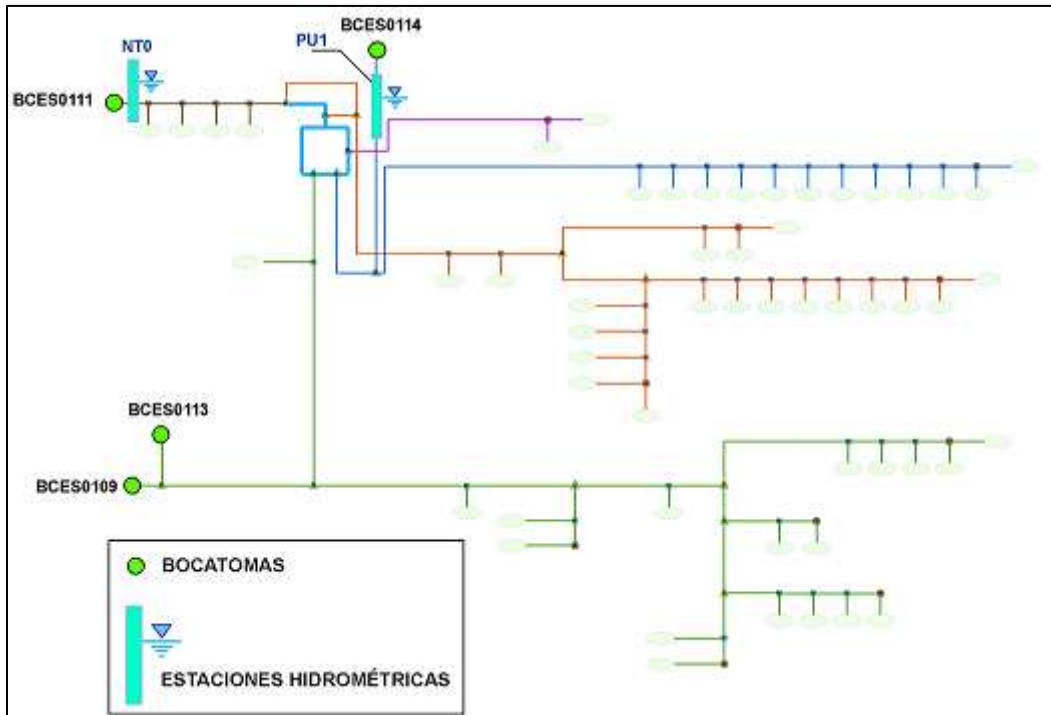 BCES0114
PU1
NT0
BCES0111
BCES0113
BCES0109
BOCATOMAS
ESTACIONES HIDROMÉTRICAS